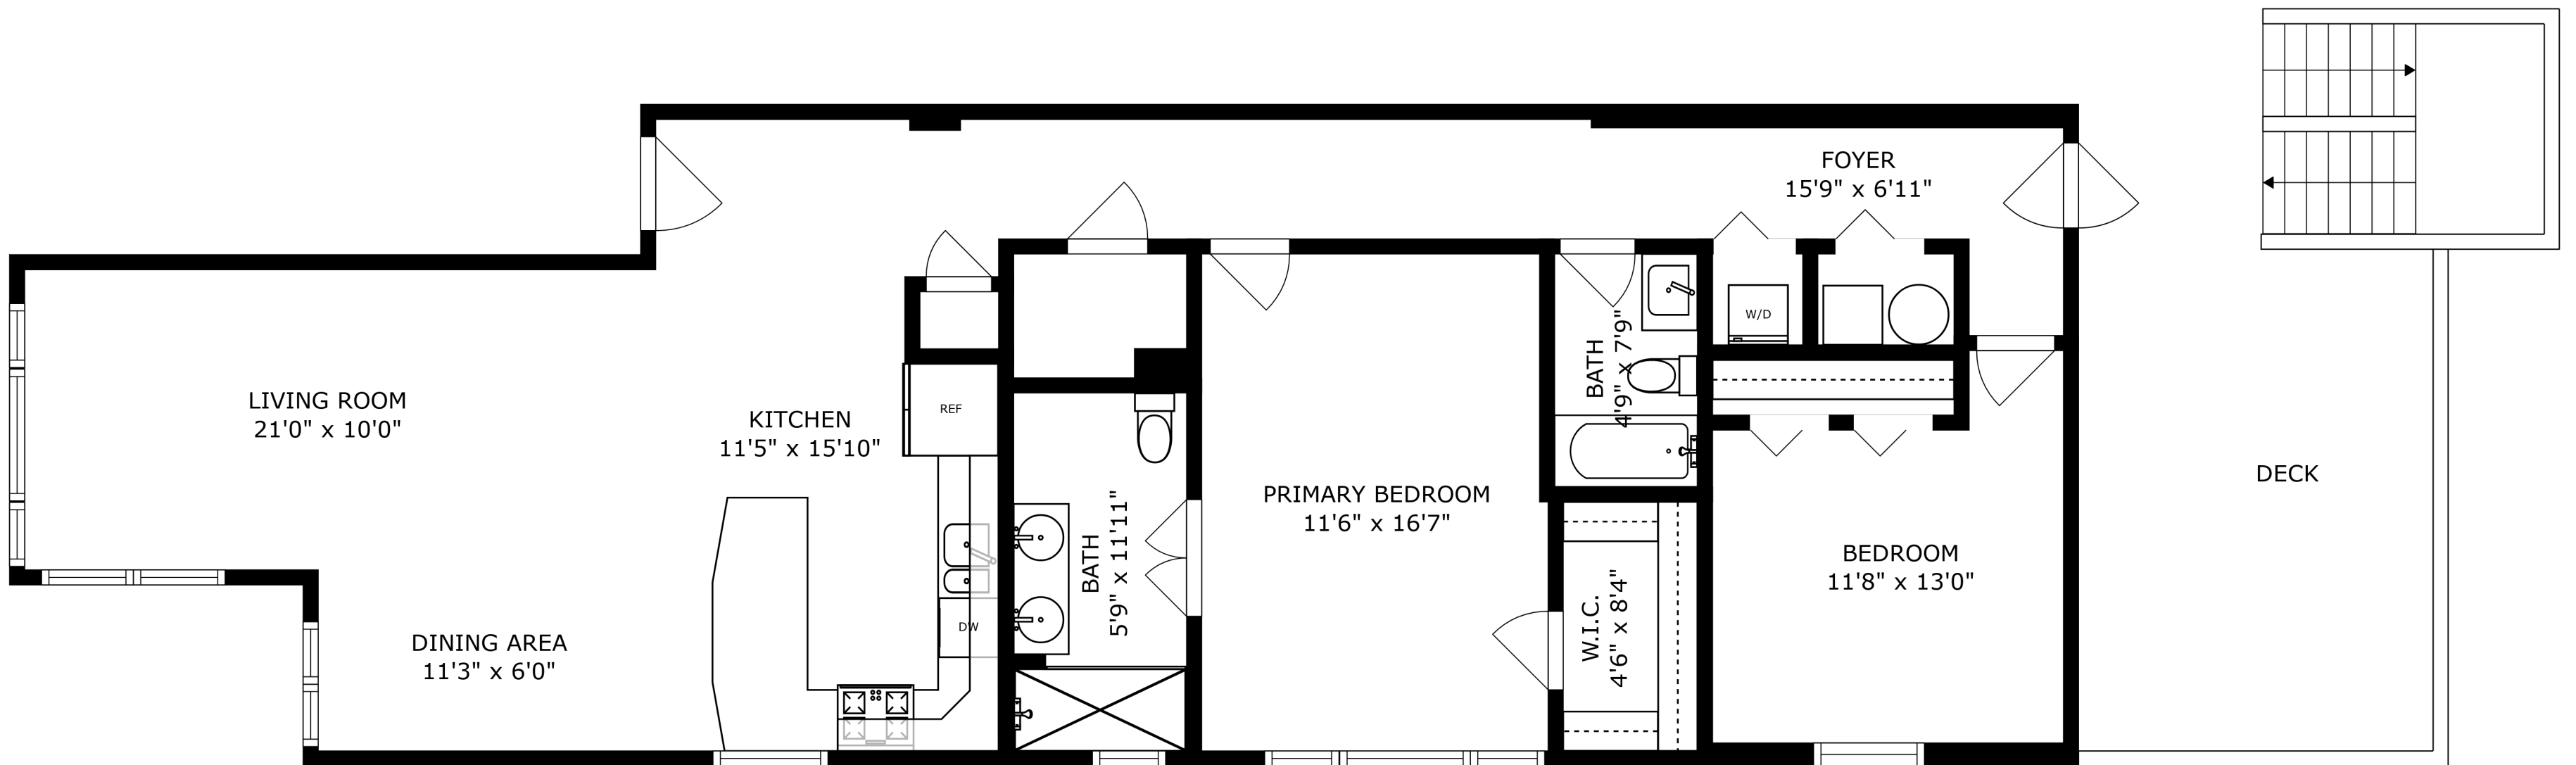 FOYER
15'9" x 6'11"
W/D
LIVING ROOM
21'0" x 10'0"
KITCHEN
11'5" x 15'10"
REF
BATH
4'9" x 7'9"
PRIMARY BEDROOM
11'6" x 16'7"
DECK
BATH
5'9" x 11'11"
BEDROOM
11'8" x 13'0"
W.I.C.
4'6" x 8'4"
DINING AREA
11'3" x 6'0"
DW